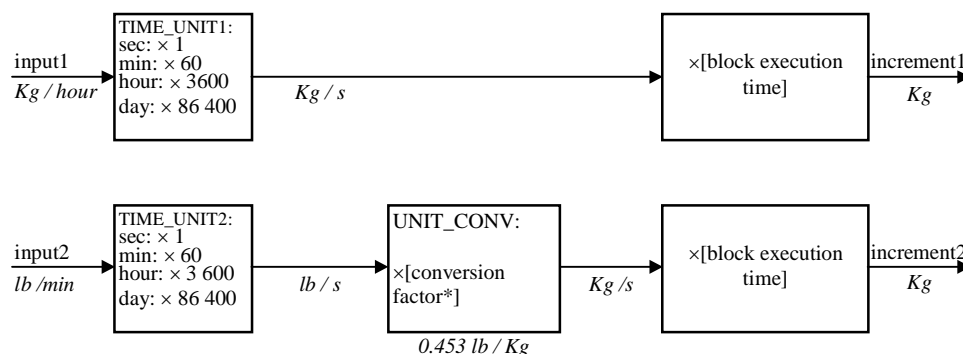 TIME_UNIT1:
sec: × 1
min: × 60
hour: × 3600
day: × 86 400
input1
Kg / hour
Kg / s
×[block execution
time]
increment1
Kg
TIME_UNIT2:
sec: × 1
min: × 60
hour: × 3 600
day: × 86 400
input2
lb /min
lb / s
UNIT_CONV:
×[conversion
factor*]
0.453 lb / Kg
Kg /s
×[block execution
time]
increment2
Kg